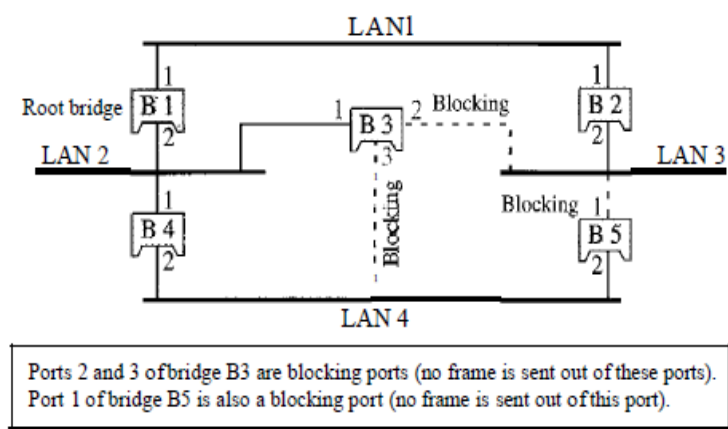 LAN1
1
1
Root bridge
B 1
1
B 3
2
Blocking
B 2
2
3
2
LAN 2
LAN 3
1
Blocking
Blocking
1
B 4
B 5
2
2
LAN 4
Ports 2 and 3 of bridge B3 are blocking ports (no frame is sent out of these ports).
Port 1 of bridge B5 is also a blocking port (no frame is sent out of this port).